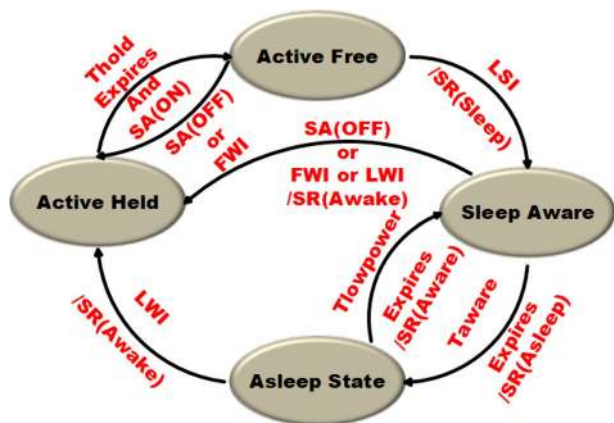 Active Free
Thold
Expires
And
SA(ON)
SA(OFF)
or
FWI
LSI
/SR(Sleep)
SA(OFF)
or
FWI or LWI
/SR(Awake)
Active Held
Sleep Aware
Tlowpower
Expires
/SR(Aware)
Taware
Expires
/SR(Asleep)
LWI
/SR(Awake)
Asleep State